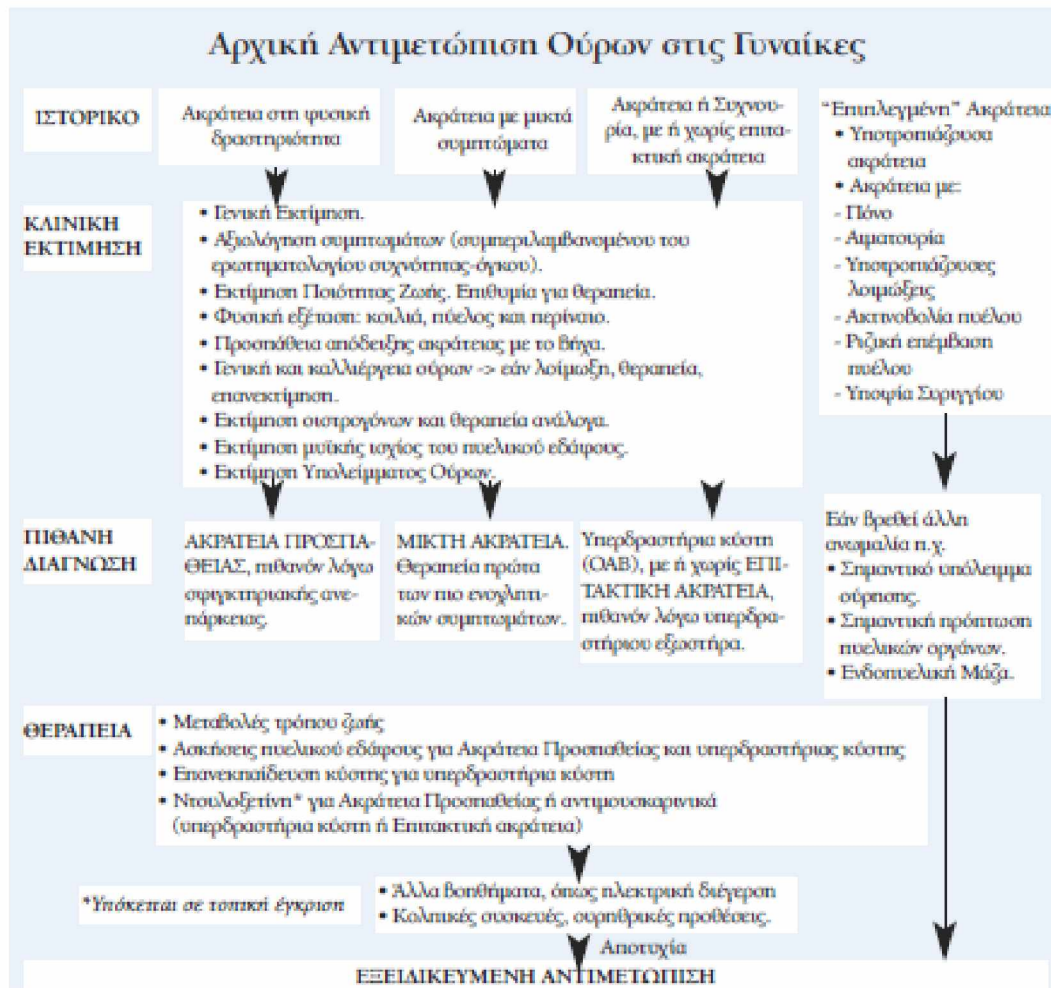 Αρχική Αντιμετώπιση Ούρων στις Γυναίκες
ΙΣΤΟΡΙΚΟ
Ακράτεια στη φυσική
δραστηριότητα
Ακράτεια με μικτά
συμπτώματα
Ακράτεια ή Συχνου-
ρία, με ή χωρίς επιτα-
κτική ακράτεια
"Επιπλεγμένη" Ακράτεια
• Υποτροπιάζουσα
ακράτεια
• Ακράτεια με:
- Πόνο
- Αιματουρία
- Υποτροπιάζρυσες
λοιμώξεις
- Ακτινοβολία πυέλου
- Ριζική επέμβαση
πυέλου
- Υποψία Συριγγίου
ΚΛΙΝΙΚΗ
ΕΚΤΙΜΗΣΗ
• Γενική Εκτίμηση.
• Αξιολόγηση συμπτωμάτων (συμπεριλαμβανομένου του
ερωτηματολογίου συχνότητας-όγκου).
• Εκτίμηση Ποιότητας Ζωής. Επιθυμία για θεραπεία.
• Φυσική εξέταση: κοιλιά, πύελος και περίναιο.
• Προσπάθεια απόδειξης ακράτειας με το βήχα.
• Γενική και καλλιέργεια ούρων -> εάν λοίμωξη, θεραπεία,
επανεκτίμηση.
• Εκτίμηση οιστρογόνων και θεραπεία ανάλογα.
• Εκτίμηση μυϊκής ισχίος του πυελικού εδάφους.
• Εκτίμηση Υπολείμματος Ούρων.
ΠΙΘΑΝΗ
ΔΙΑΓΝΩΣΗ
ΑΚΡΑΤΕΙΑ ΠΡΟΣΠΑ-
ΘΕΙΑΣ, πιθανόν λόγω
σφιγκτηριακής ανε-
πάρκειας.
ΜΙΚΤΗ ΑΚΡΑΤΕΙΑ.
Θεραπεία πρώτα
των πιο ενοχλητι-
κών συμπτωμάτων.
Υπερδραστήρια κύστη
(OAB), με ή χωρίς ΕΠΙ-
ΤΑΚΤΙΚΗ ΑΚΡΑΤΕΙΑ,
πιθανόν λόγω υπερδρα-
στήριου εξωστήρα.
Εάν βρεθεί άλλη
ανωμαλία π.χ.
• Σημαντικό υπόλειμμα
ούρησης.
• Σημαντική πρόπτωση
πυελικών οργάνων.
• Ενδοπυελική Μάζα.
ΘΕΡΑΠΕΙΑ
• Μεταβολές τρόπου ζωής
• Ασκήσεις πυελικού εδάφους για Ακράτεια Προσπαθείας και υπερδραστήριας κύστης
• Επανεκπαίδευση κύστης για υπερδραστήρια κύστη
• Ντουλοξετίνη* για Ακράτεια Προσπαθείας ή αντιμουσκαρινικά
(υπερδραστήρια κύστη ή Επιτακτική ακράτεια)
*Υπόκειται σε τοπική έγκριση
• Άλλα βοηθήματα, όπως ηλεκτρική διέγερση
• Κολπικές συσκευές, ουρηθρικές προθέσεις.
Αποτυχία
ΕΞΕΙΔΙΚΕΥΜΕΝΗ ΑΝΤΙΜΕΤΩΠΙΣΗ